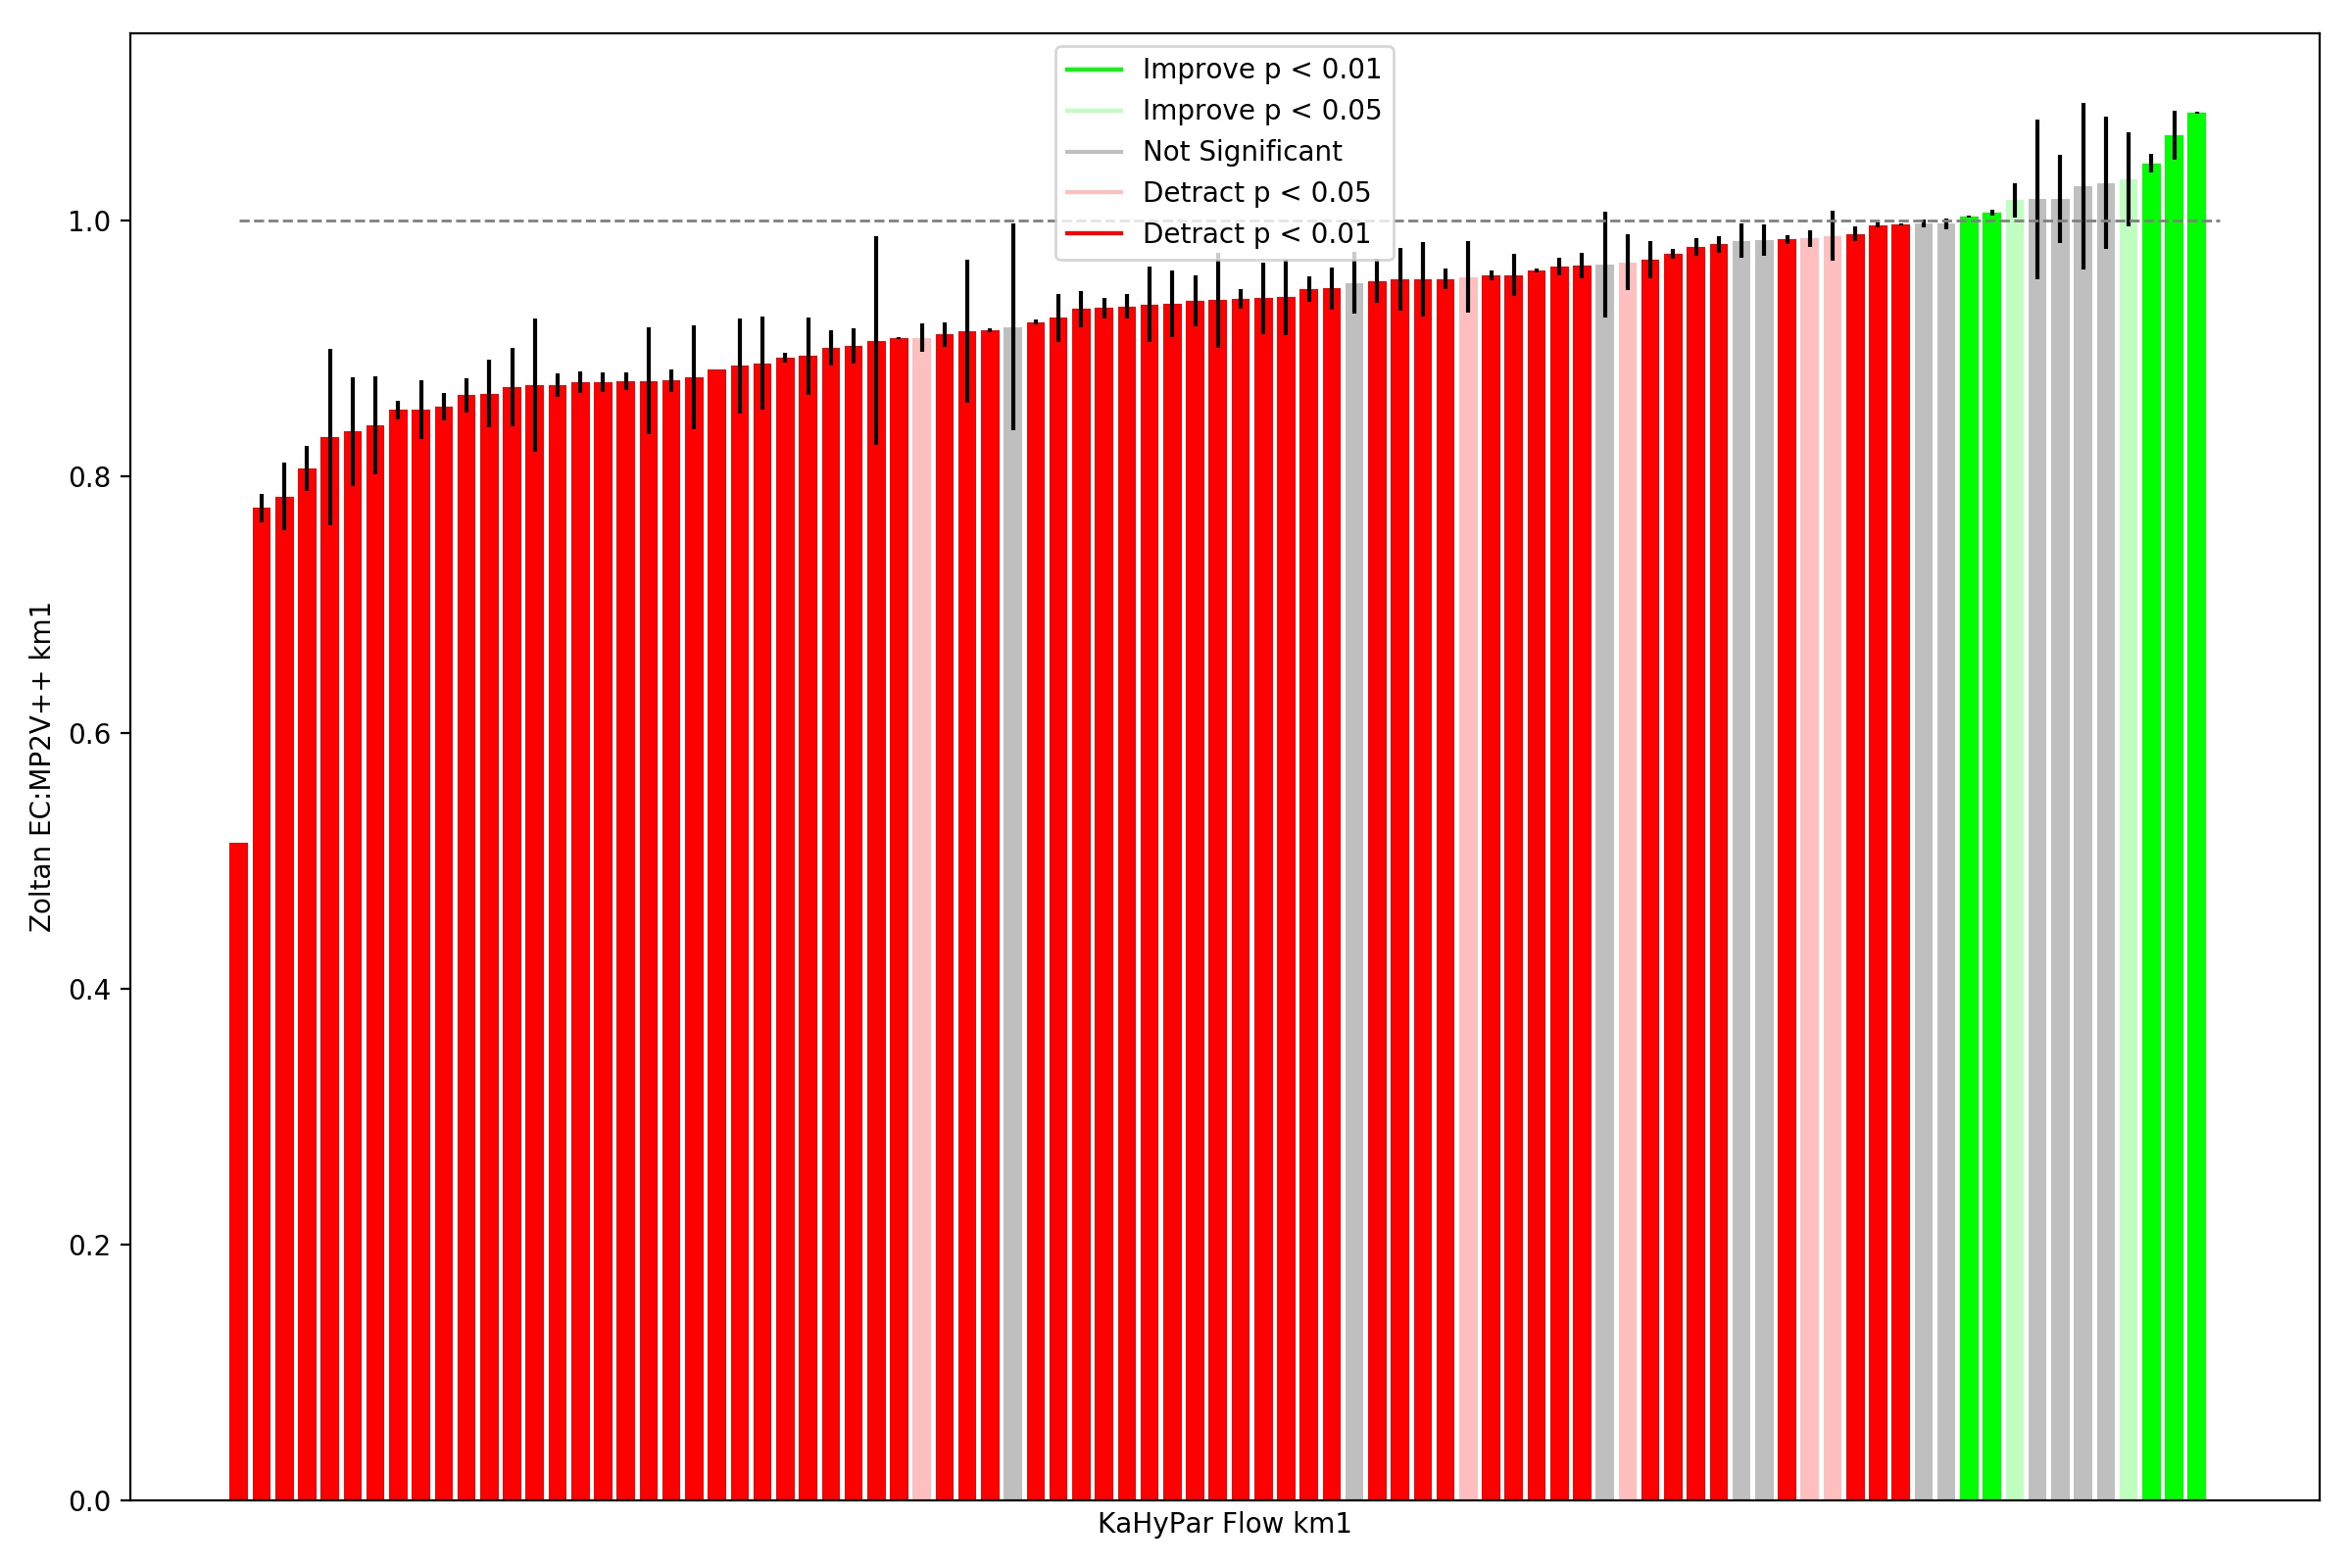 Improve p < 0.01
Improve p < 0.05
Not Significant
Detract p < 0.05
Detract p < 0.01
1.0
0.8
0.6
0.4
0.2
0.0
Zoltan EC:MP2V++ km1
KaHyPar Flow km1